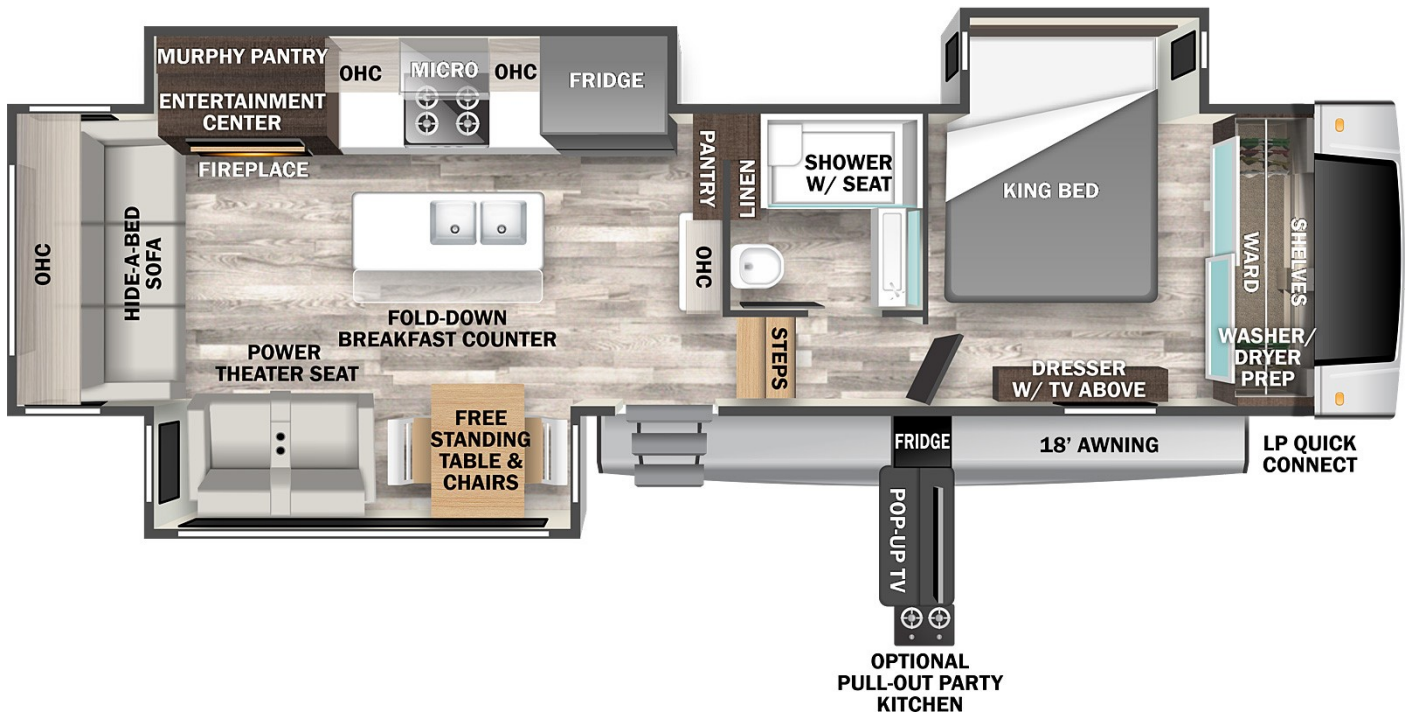 MURPHY PANTRY
OHC
MICRO
OHC
FRIDGE
ENTERTAINMENT
CENTER
FIREPLACE
OHC
HIDE-A-BED
SOFA
PANTRY
LINEN
SHOWER
W/ SEAT
OHC
KING BED
WARD
SHELVES
WASHER/
DRYER
PREP
FOLD-DOWN
BREAKFAST COUNTER
POWER
THEATER SEAT
STEPS
DRESSER
W/ TV ABOVE
FREE
STANDING
TABLE &
CHAIRS
FRIDGE
18' AWNING
LP QUICK
CONNECT
POP-UP TV
OPTIONAL
PULL-OUT PARTY
KITCHEN